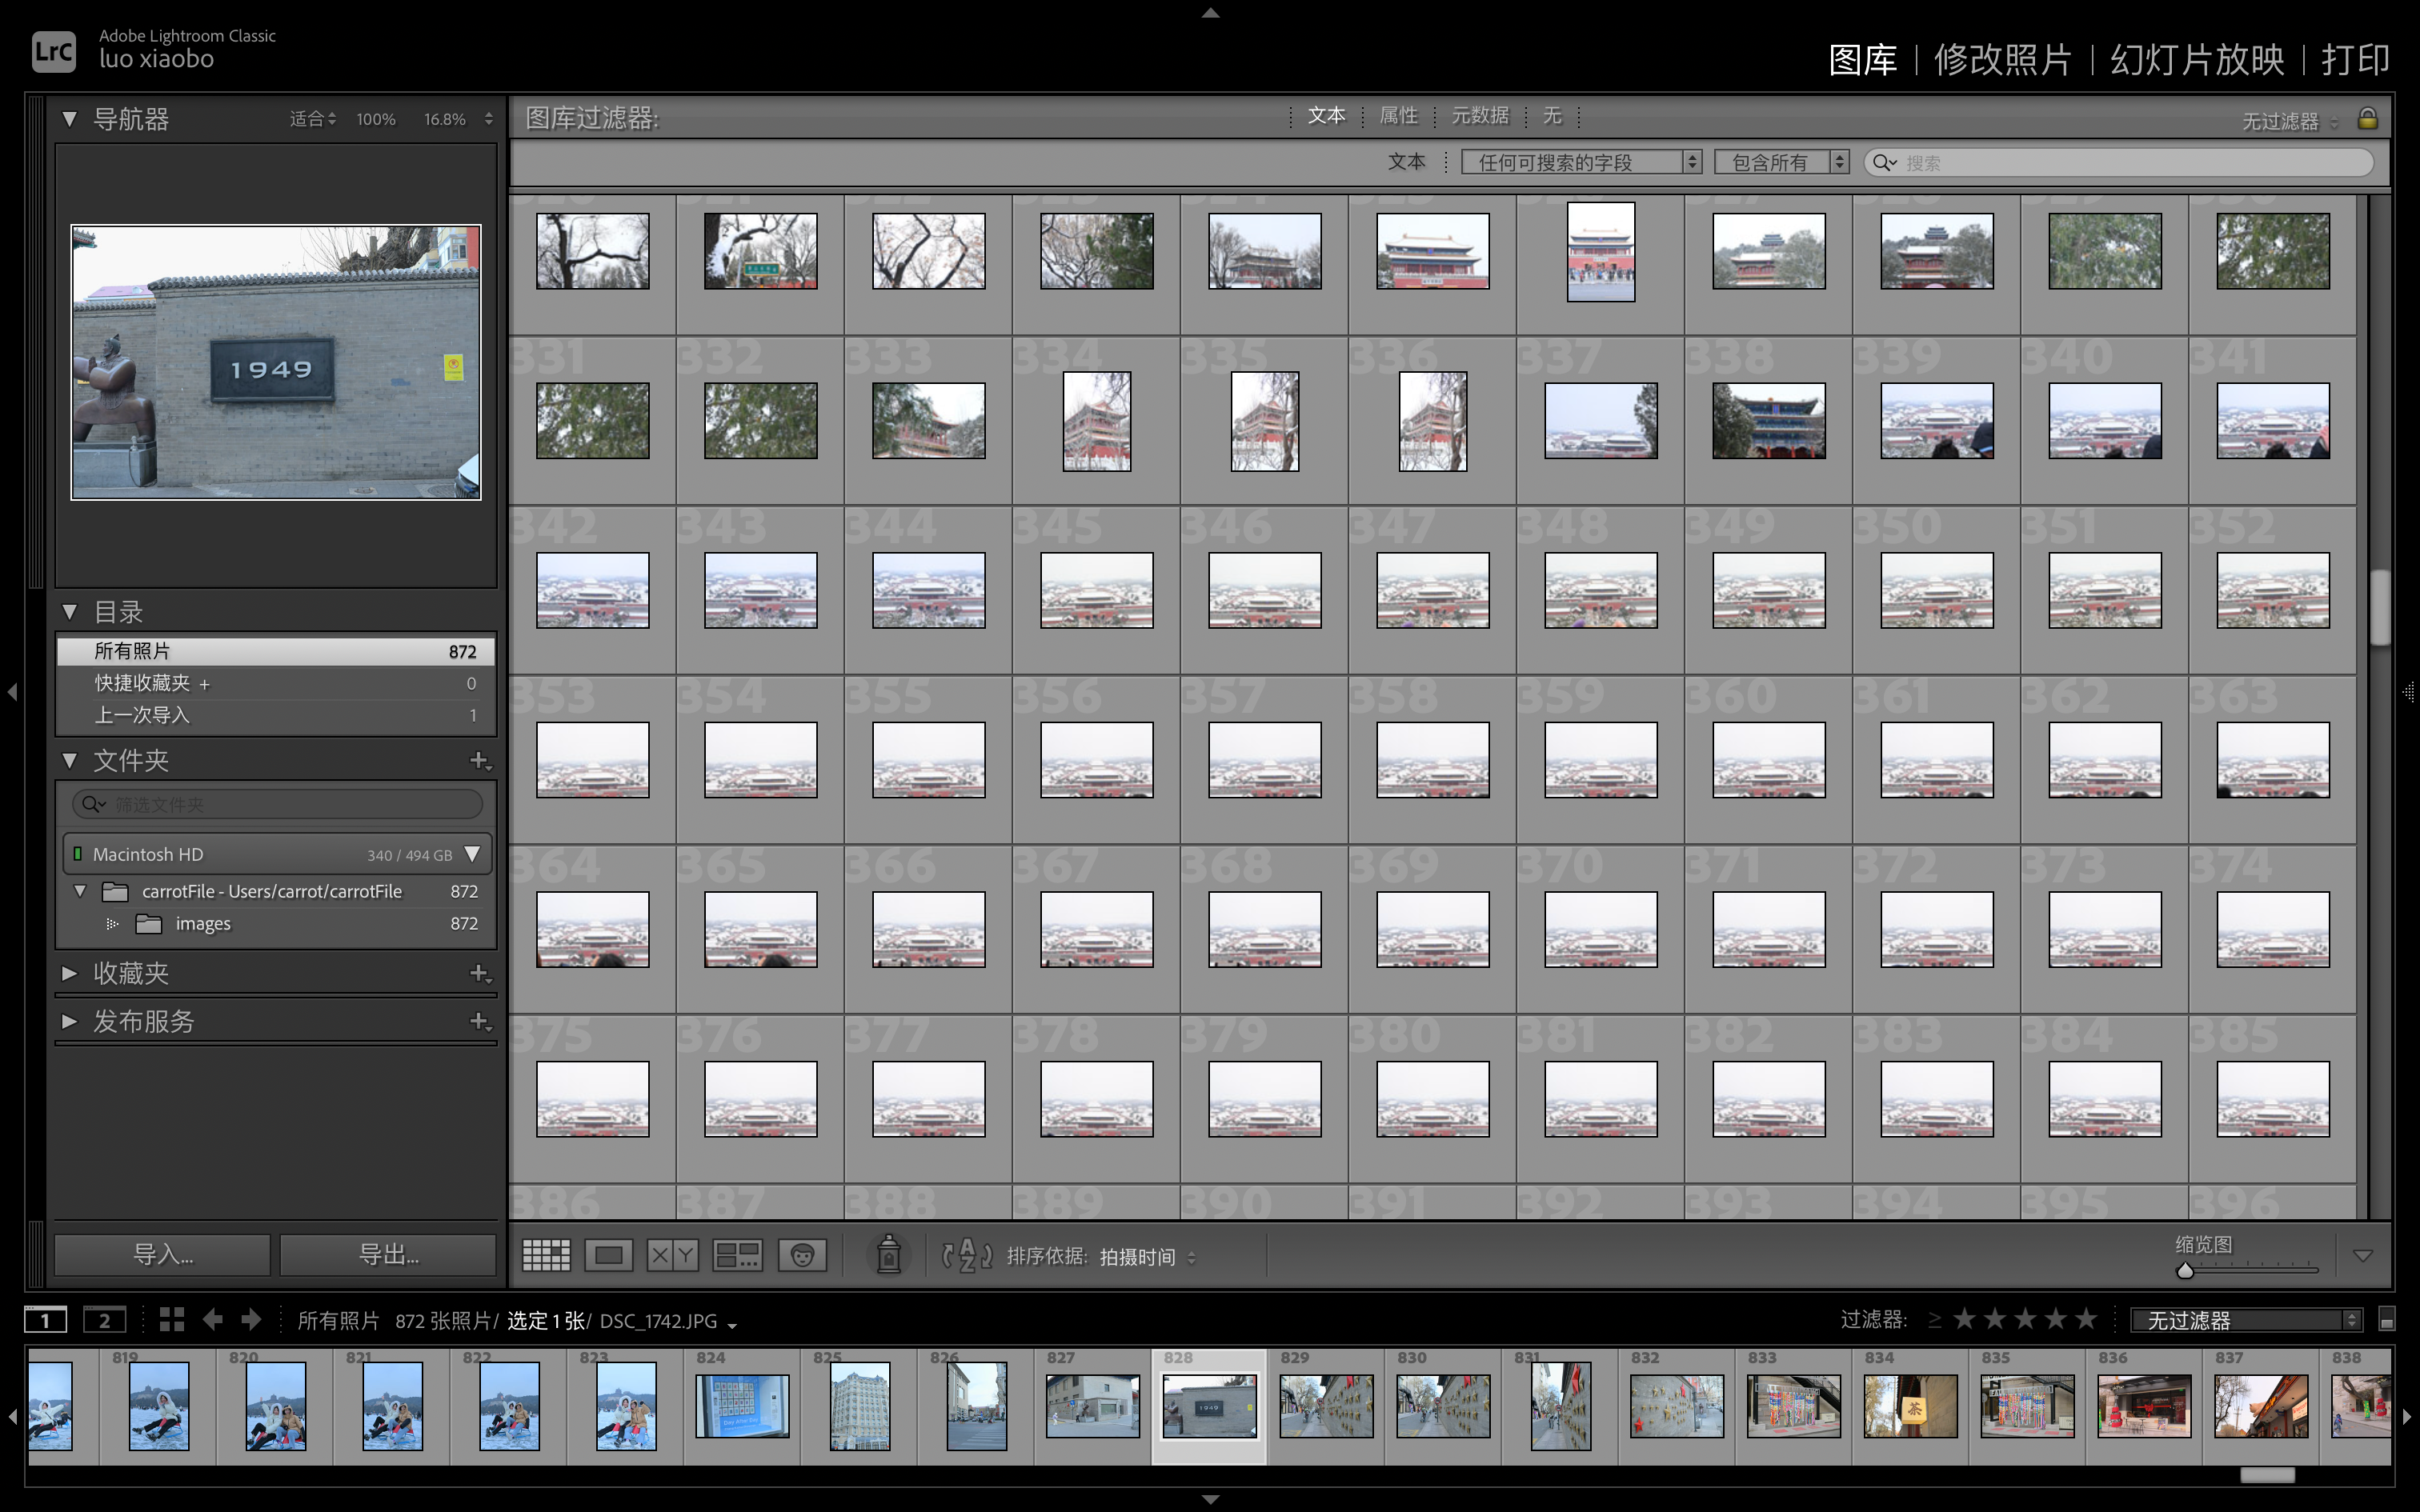 LrC
Adobe Lightroom Classic
luo xiaobo
图库 | 修改照片 | 幻灯片放映 | 打印
导航器 适合 100% 16.8%
1949
目录
所有照片 872
快捷收藏夹 + 0
上一次导入 1
文件夹
筛选文件夹
Macintosh HD 340 / 494 GB
carrotFile - Users/carrot/carrotFile 872
images 872
收藏夹
发布服务
导入... 导出...
图库过滤器: 文本 属性 元数据 无 无过滤器
文本 任何可搜索的字段 包含所有 搜索
331 332 333 334 335 336 337 338 339 340 341
342 343 344 345 346 347 348 349 350 351 352
353 354 355 356 357 358 359 360 361 362 363
364 365 366 367 368 369 370 371 372 373 374
375 376 377 378 379 380 381 382 383 384 385
386 387 388 389 390 391 392 393 394 395 396
XY 排序依据: 拍摄时间 缩览图
1 2 所有照片 872 张照片/ 选定 1 张/ DSC_1742.JPG 过滤器: ≥ ★★★★★ 无过滤器
819 820 821 822 823 824 825 826 827 828 829 830 831 832 833 834 835 836 837 838
1949
茶